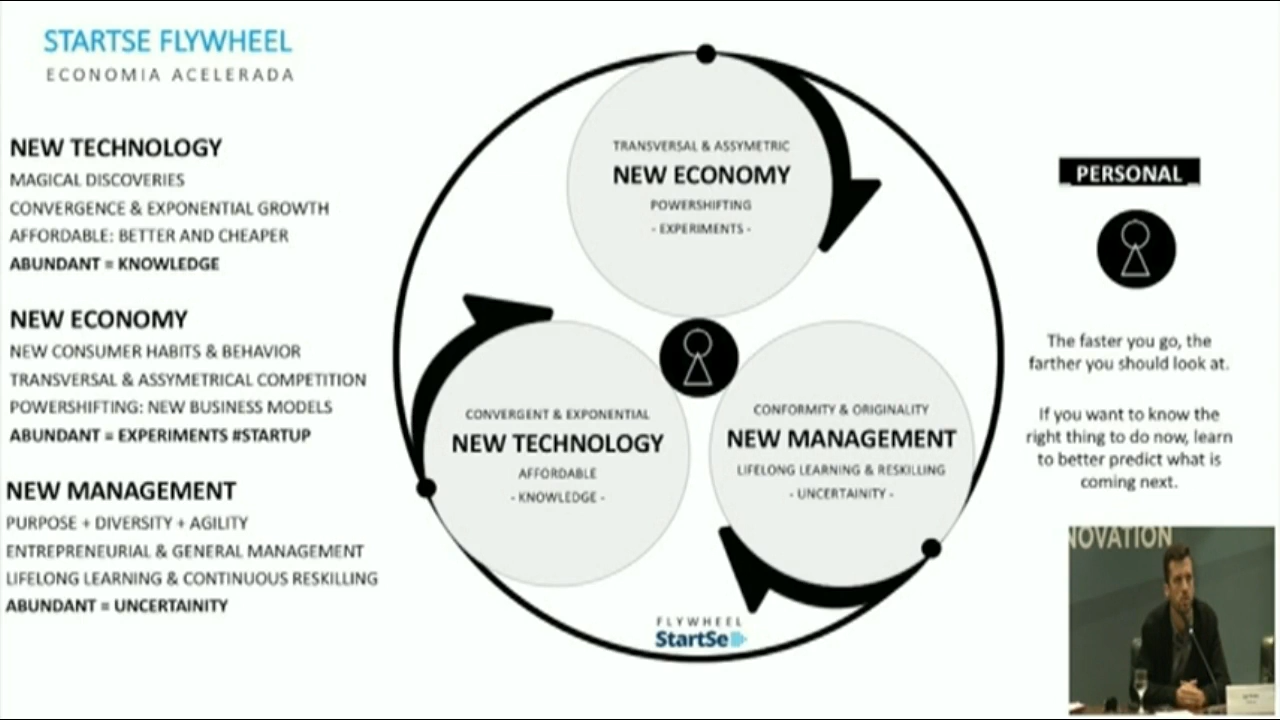 STARTSE FLYWHEEL
ECONOMIA ACELERADA
NEW TECHNOLOGY
MAGICAL DISCOVERIES
CONVERGENCE & EXPONENTIAL GROWTH
AFFORDABLE: BETTER AND CHEAPER
ABUNDANT = KNOWLEDGE
NEW ECONOMY
NEW CONSUMER HABITS & BEHAVIOR
TRANSVERSAL & ASSYMETRICAL COMPETITION
POWERSHIFTING: NEW BUSINESS MODELS
ABUNDANT = EXPERIMENTS #STARTUP
NEW MANAGEMENT
PURPOSE + DIVERSITY + AGILITY
ENTREPRENEURIAL & GENERAL MANAGEMENT
LIFELONG LEARNING & CONTINUOUS RESKILLING
ABUNDANT = UNCERTAINITY
TRANSVERSAL & ASSYMETRIC
NEW ECONOMY
POWERSHIFTING
- EXPERIMENTS -
CONVERGENT & EXPONENTIAL
NEW TECHNOLOGY
AFFORDABLE
- KNOWLEDGE -
CONFORMITY & ORIGINALITY
NEW MANAGEMENT
LIFELONG LEARNING & RESKILLING
- UNCERTAINITY -
FLYWHEEL
StartSe
PERSONAL
The faster you go, the
farther you should look at.
If you want to know the
right thing to do now, learn
to better predict what is
coming next.
NOVATION